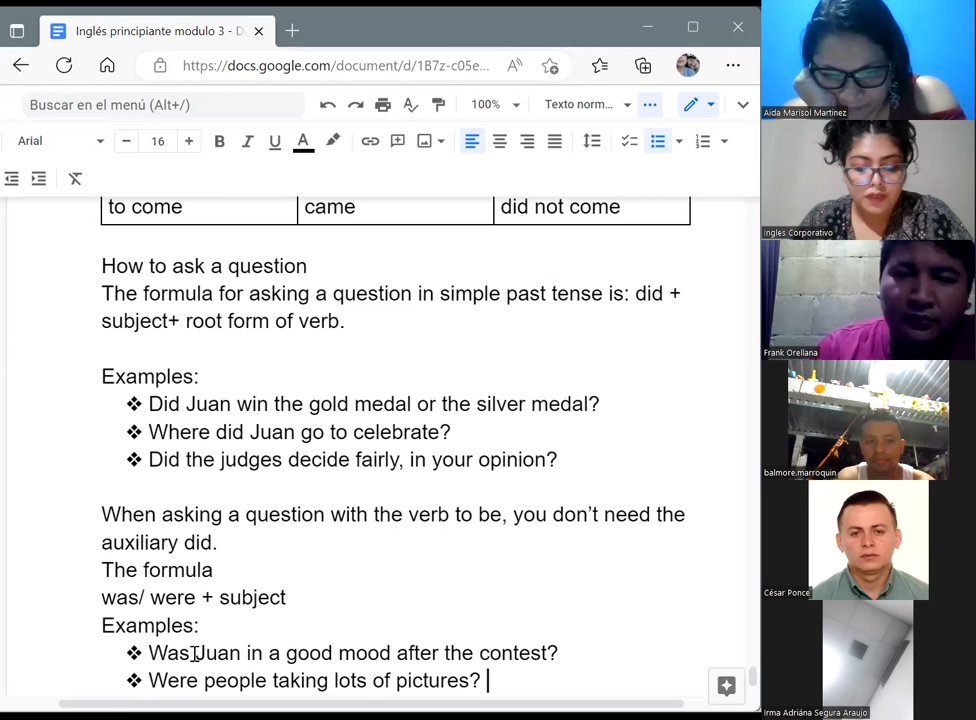 Inglés principiante modulo 3 - D
https://docs.google.com/document/d/1B7z-c05e...
Buscar en el menú (Alt+/)
100%
Texto norm...
Arial
16
to come came did not come
How to ask a question
The formula for asking a question in simple past tense is: did +
subject+ root form of verb.
Examples:
❖ Did Juan win the gold medal or the silver medal?
❖ Where did Juan go to celebrate?
❖ Did the judges decide fairly, in your opinion?
When asking a question with the verb to be, you don’t need the
auxiliary did.
The formula
was/ were + subject
Examples:
❖ Was Juan in a good mood after the contest?
❖ Were people taking lots of pictures?
Aida Marisol Martinez
Ingles Corporativo
Frank Orellana
balmore.marroquin
César Ponce
Irma Adriána Segura Araujo